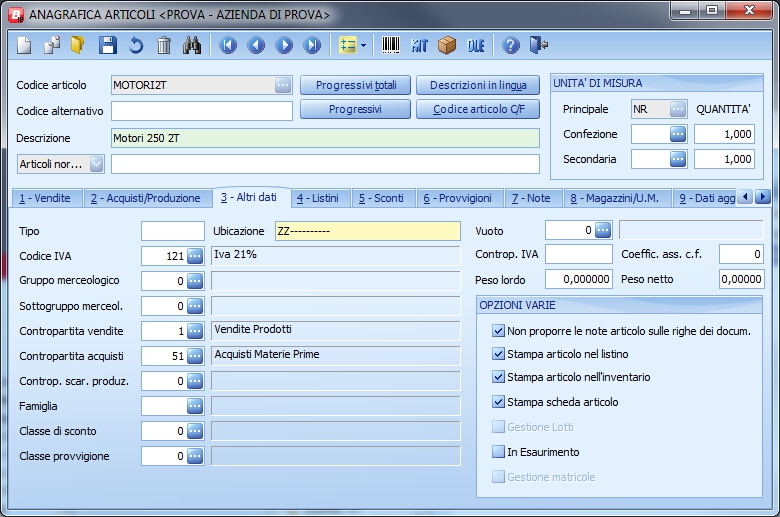 ANAGRAFICA ARTICOLI <PROVA - AZIENDA DI PROVA>
KIT OLE ?
Codice articolo MOTORI2T ... Progressivi totali Descrizioni in lingua UNITA' DI MISURA
Codice alternativo Progressivi Codice articolo C/F Principale NR ... QUANTITA'
Descrizione Motori 250 2T Confezione ... 1,000
Articoli nor... Secondaria ... 1,000
1 - Vendite 2 - Acquisti/Produzione 3 - Altri dati 4 - Listini 5 - Sconti 6 - Provvigioni 7 - Note 8 - Magazzini/U.M. 9 - Dati agg
Tipo Ubicazione ZZ---------- Vuoto 0 ...
Codice IVA 121 ... Iva 21% Controp. IVA Coeffic. ass. c.f. 0
Gruppo merceologico 0 ... Peso lordo 0,000000 Peso netto 0,00000
Sottogruppo merceol. 0 ... OPZIONI VARIE
Contropartita vendite 1 ... Vendite Prodotti Non proporre le note articolo sulle righe dei docum.
Contropartita acquisti 51 ... Acquisti Materie Prime Stampa articolo nel listino
Controp. scar. produz. 0 ... Stampa articolo nell'inventario
Famiglia ... Stampa scheda articolo
Classe di sconto 0 ... Gestione Lotti
Classe provvigione 0 ... In Esaurimento
Gestione matricole